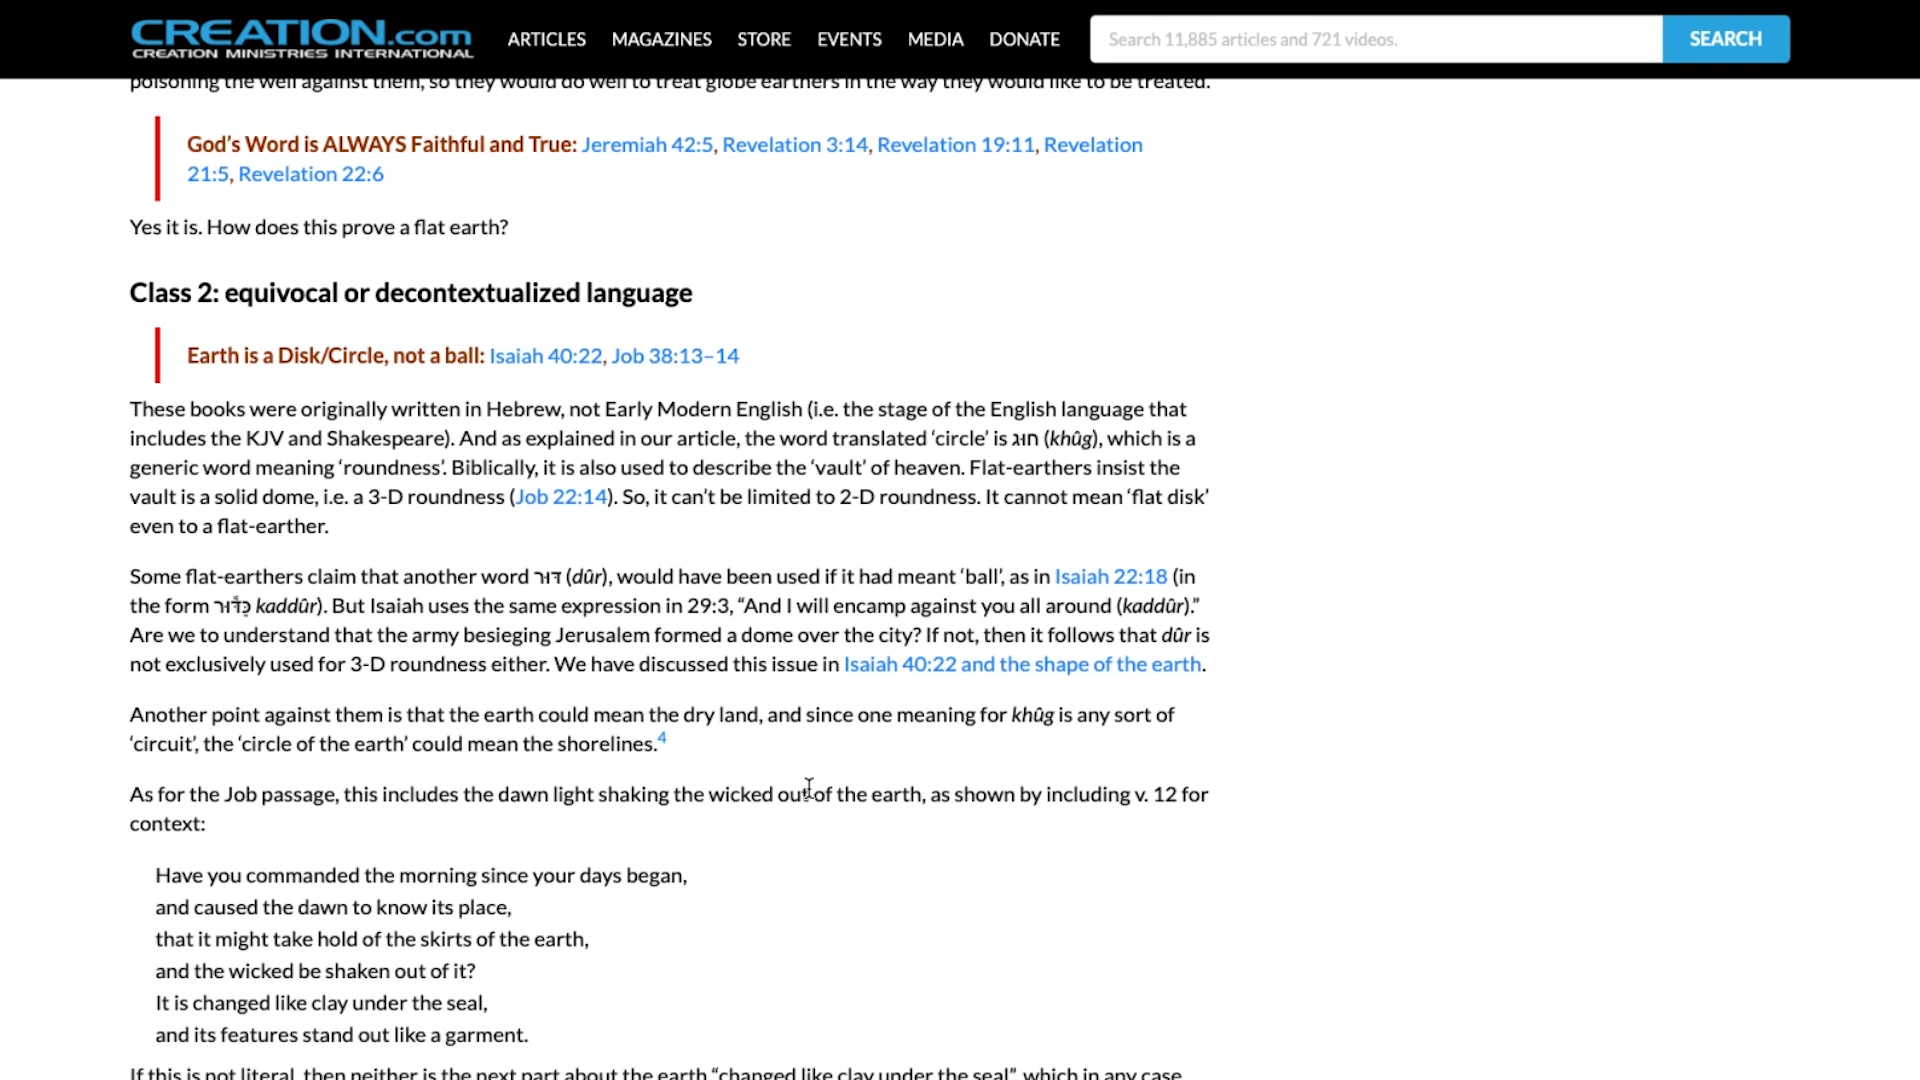 CREATION.com
CREATION MINISTRIES INTERNATIONAL
ARTICLES MAGAZINES STORE EVENTS MEDIA DONATE
Search 11,885 articles and 721 videos.
SEARCH
poisoning the well against them, so they would do well to treat globe earthers in the way they would like to be treated.
God’s Word is ALWAYS Faithful and True: Jeremiah 42:5, Revelation 3:14, Revelation 19:11, Revelation
21:5, Revelation 22:6
Yes it is. How does this prove a flat earth?
Class 2: equivocal or decontextualized language
Earth is a Disk/Circle, not a ball: Isaiah 40:22, Job 38:13–14
These books were originally written in Hebrew, not Early Modern English (i.e. the stage of the English language that
includes the KJV and Shakespeare). And as explained in our article, the word translated ‘circle’ is חוּג (khûg), which is a
generic word meaning ‘roundness’. Biblically, it is also used to describe the ‘vault’ of heaven. Flat-earthers insist the
vault is a solid dome, i.e. a 3-D roundness (Job 22:14). So, it can’t be limited to 2-D roundness. It cannot mean ‘flat disk’
even to a flat-earther.
Some flat-earthers claim that another word דּוּר (dûr), would have been used if it had meant ‘ball’, as in Isaiah 22:18 (in
the form כַּדּוּר kaddûr). But Isaiah uses the same expression in 29:3, “And I will encamp against you all around (kaddûr).”
Are we to understand that the army besieging Jerusalem formed a dome over the city? If not, then it follows that dûr is
not exclusively used for 3-D roundness either. We have discussed this issue in Isaiah 40:22 and the shape of the earth.
Another point against them is that the earth could mean the dry land, and since one meaning for khûg is any sort of
‘circuit’, the ‘circle of the earth’ could mean the shorelines.4
As for the Job passage, this includes the dawn light shaking the wicked out of the earth, as shown by including v. 12 for
context:
Have you commanded the morning since your days began,
and caused the dawn to know its place,
that it might take hold of the skirts of the earth,
and the wicked be shaken out of it?
It is changed like clay under the seal,
and its features stand out like a garment.
If this is not literal, then neither is the next part about the earth “changed like clay under the seal”, which in any case